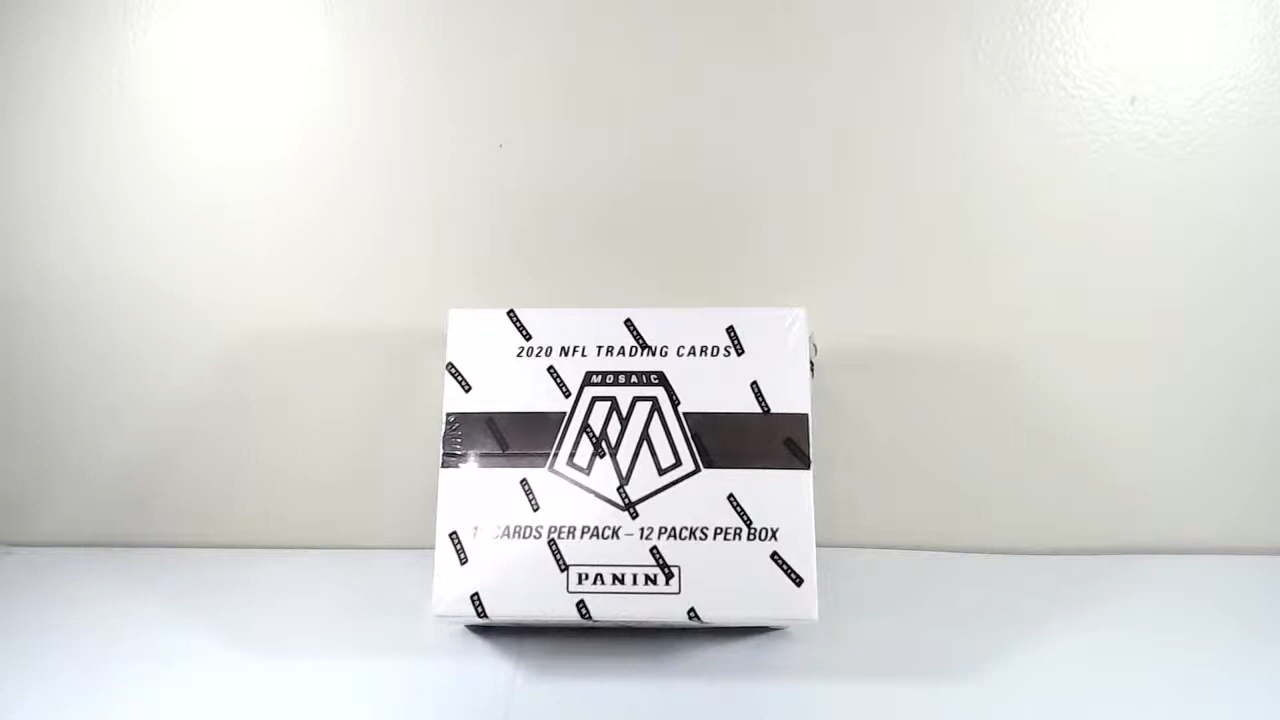 2020 NFL TRADING CARDS
MOSAIC
CARDS PER PACK – 12 PACKS PER BOX
PANINI